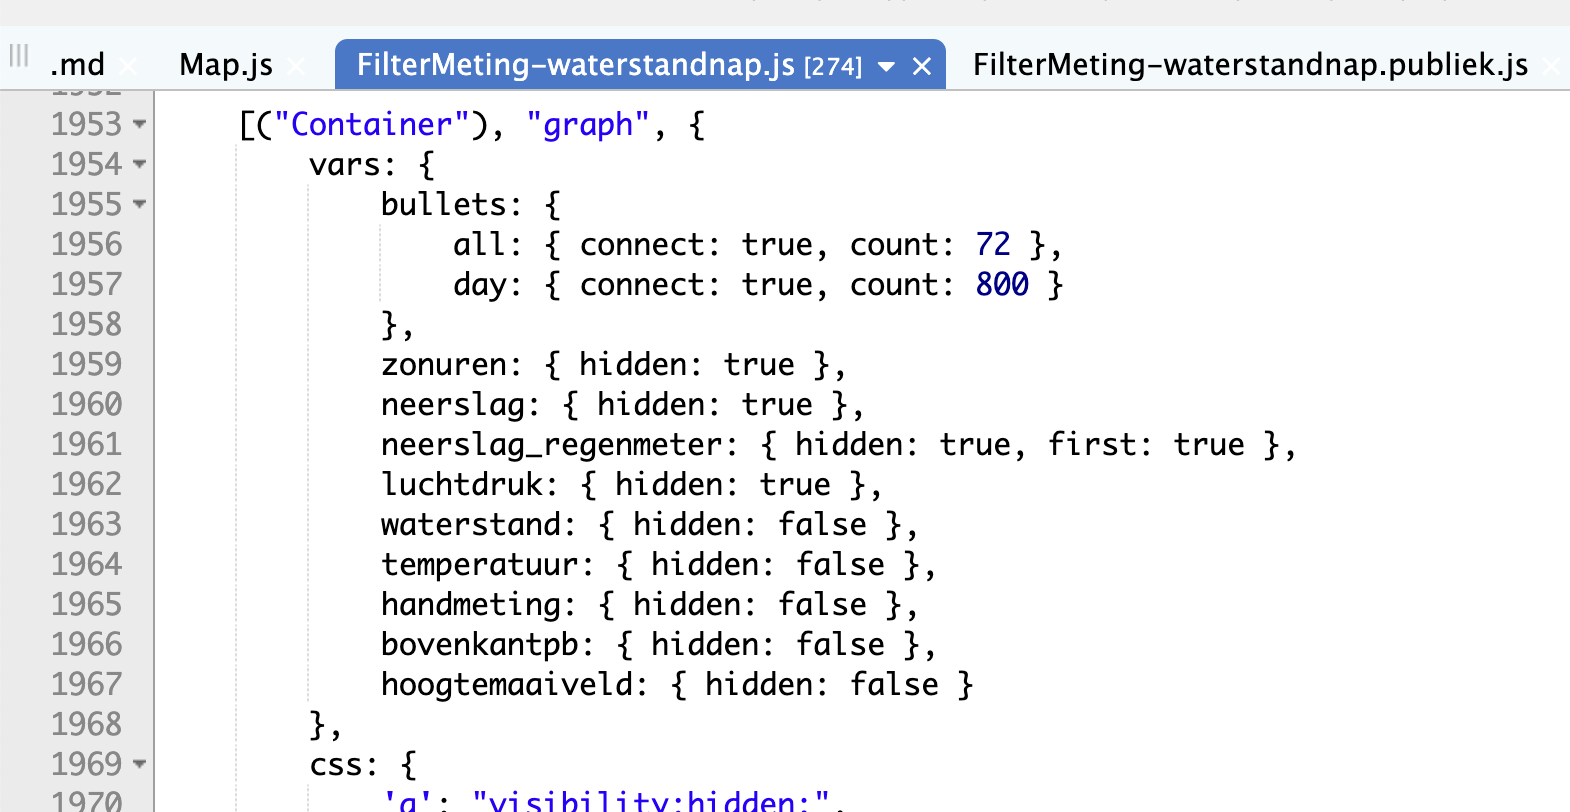 .md × Map.js × FilterMeting-waterstandnap.js [274] × FilterMeting-waterstandnap.publiek.js ×
1952
1953 [("Container"), "graph", {
1954 vars: {
1955 bullets: {
1956 all: { connect: true, count: 72 },
1957 day: { connect: true, count: 800 }
1958 },
1959 zonuren: { hidden: true },
1960 neerslag: { hidden: true },
1961 neerslag_regenmeter: { hidden: true, first: true },
1962 luchtdruk: { hidden: true },
1963 waterstand: { hidden: false },
1964 temperatuur: { hidden: false },
1965 handmeting: { hidden: false },
1966 bovenkantpb: { hidden: false },
1967 hoogtemaaiveld: { hidden: false }
1968 },
1969 css: {
1970 'g': "visibility:hidden;",